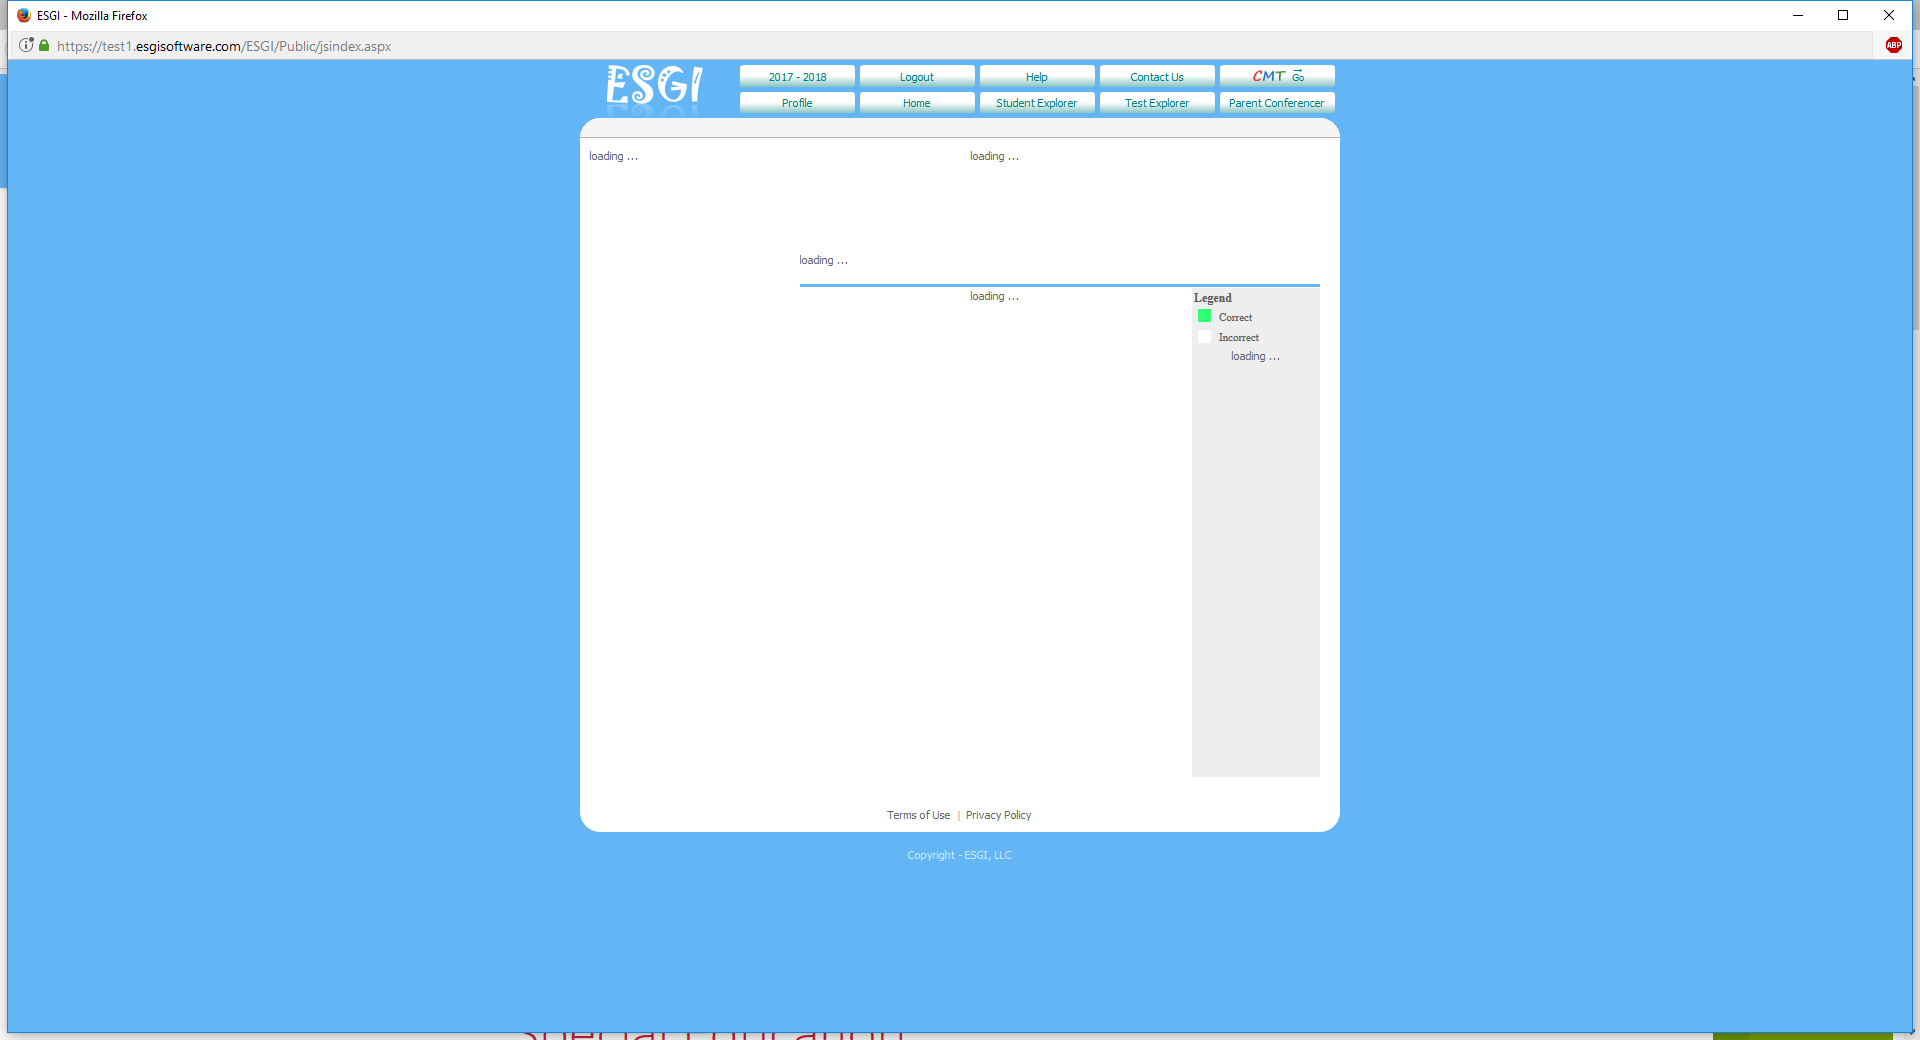 ESGI - Mozilla Firefox
https://test1.esgisoftware.com/ESGI/Public/jsindex.aspx
ABP
ESGI
2017 - 2018 Logout Help Contact Us CMT Go
Profile Home Student Explorer Test Explorer Parent Conferencer
loading ... loading ...
loading ...
loading ... Legend
Correct
Incorrect
loading ...
Terms of Use | Privacy Policy
Copyright - ESGI, LLC
Special Education